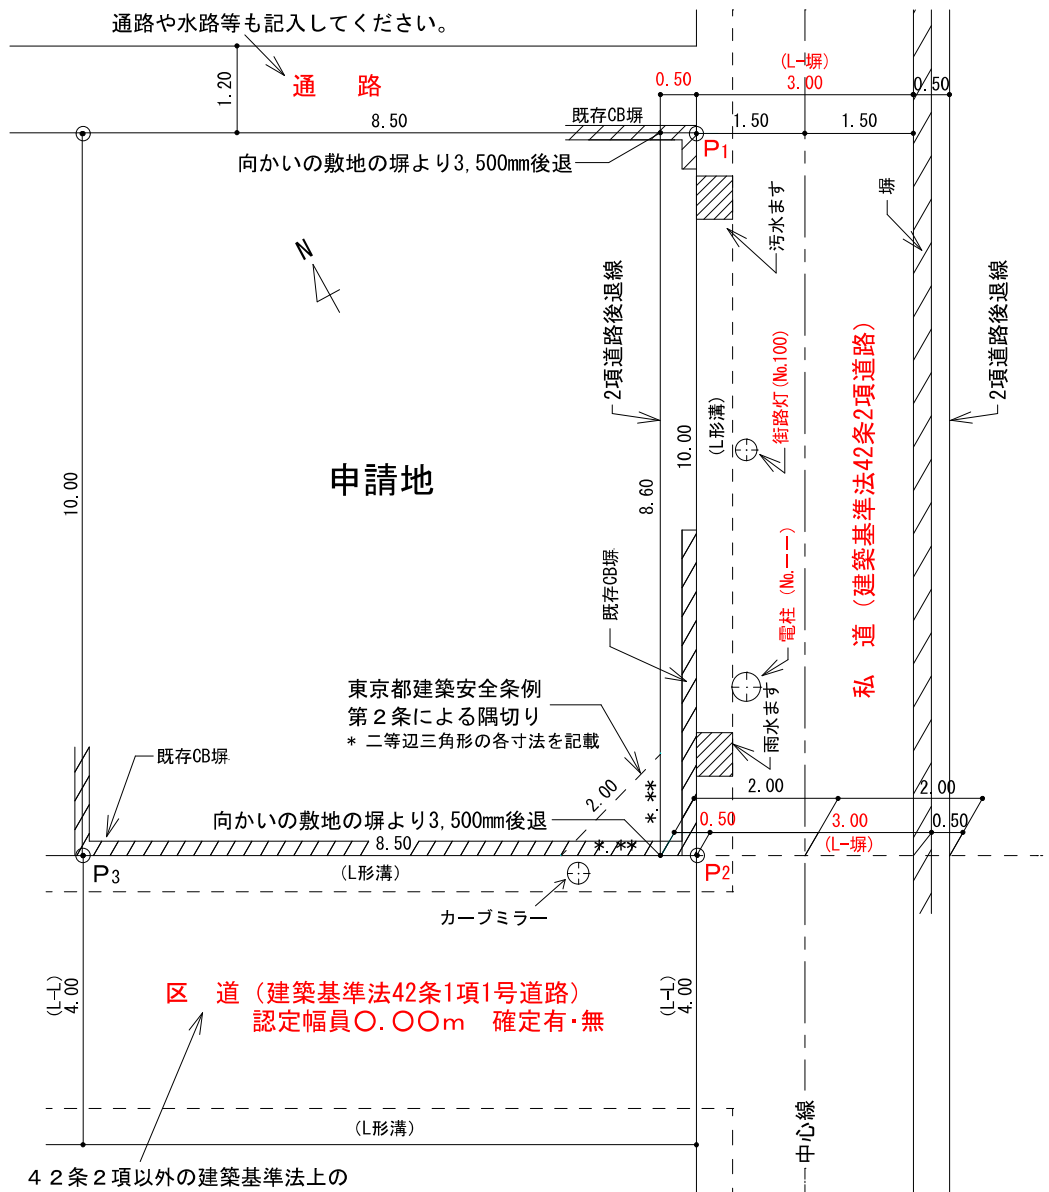 通路や水路等も記入してください。
1.20
通　路
(L-塀)
0.50
3.00
0.50
既存CB塀
8.50
1.50
1.50
P1
向かいの敷地の塀より3,500mm後退
塀
汚水ます
N
2項道路後退線
2項道路後退線
街路灯(No.100)
私　道（建築基準法42条2項道路）
(L形溝)
10.00
申請地
10.00
8.60
既存CB塀
電柱（No.ーー）
東京都建築安全条例
第２条による隅切り
* 二等辺三角形の各寸法を記載
雨水ます
既存CB塀
2.00
*.**
2.00
2.00
向かいの敷地の塀より3,500mm後退
0.50
3.00
0.50
8.50
*.**
(L-塀)
P3
(L形溝)
P2
カーブミラー
(L-L)
4.00
(L-L)
4.00
区　道（建築基準法42条1項1号道路）
認定幅員〇.〇〇m　確定有・無
(L形溝)
中心線
４２条２項以外の建築基準法上の